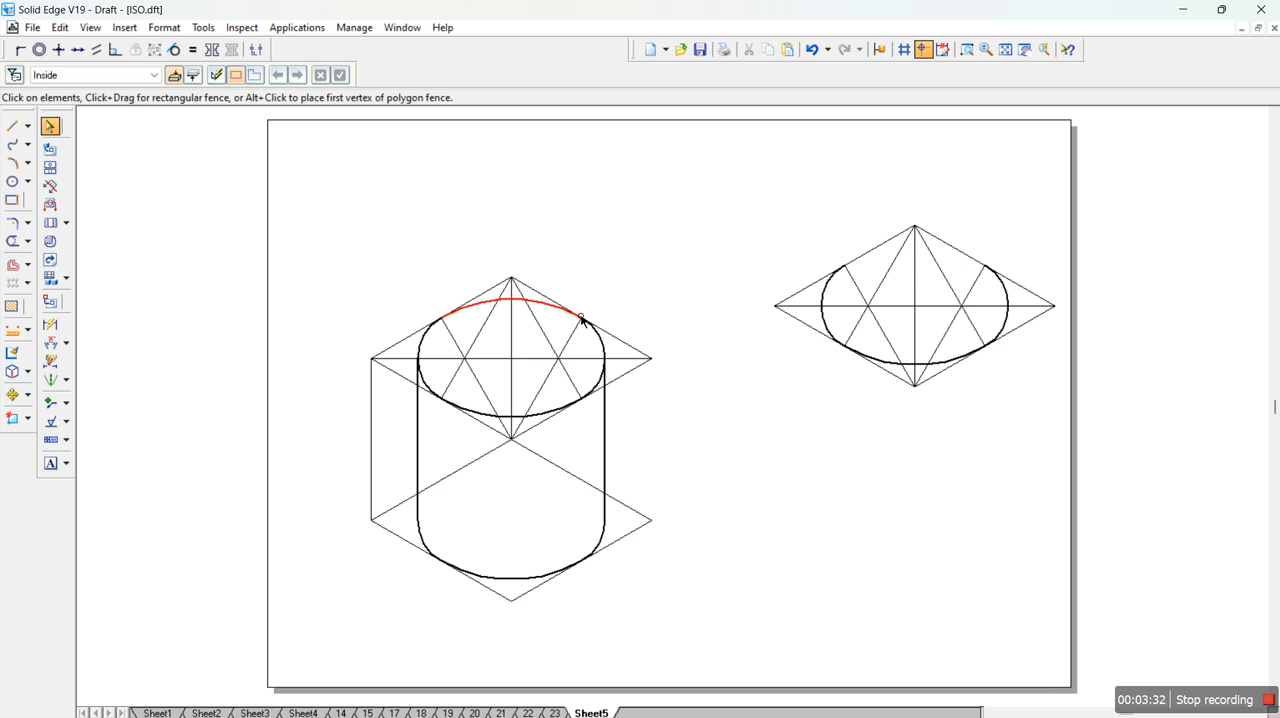 Solid Edge V19 - Draft - [ISO.dft]
File Edit View Insert Format Tools Inspect Applications Manage Window Help
Inside
Click on elements, Click+Drag for rectangular fence, or Alt+Click to place first vertex of polygon fence.
A
00:03:32 Stop recording
Sheet1 Sheet2 Sheet3 Sheet4 14 15 17 18 19 20 21 22 23 Sheet5